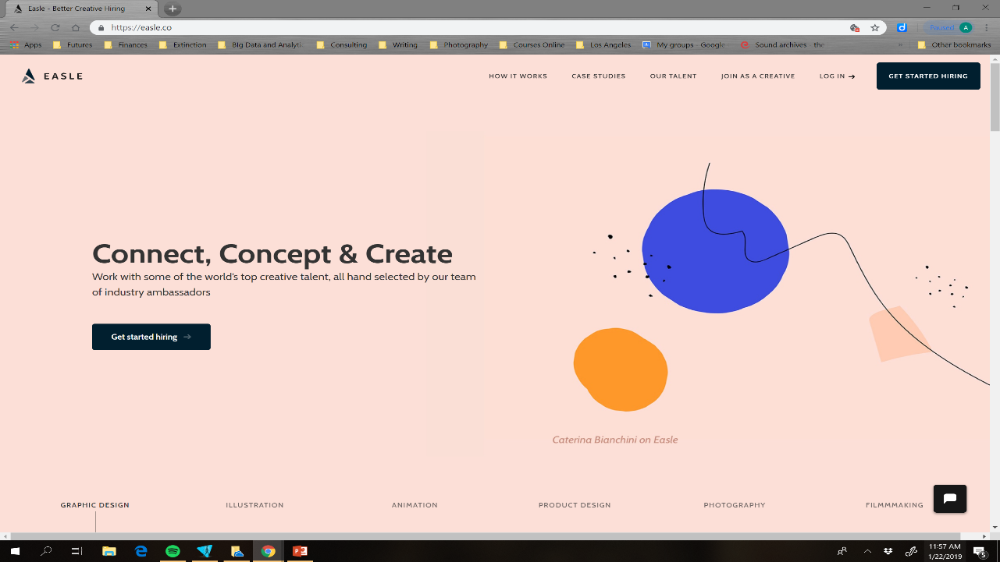 Easle - Better Creative Hiring
https://easle.co
Paused
A
Apps
Futures
Finances
Extinction
BIg Data and Analyti
Consulting
Writing
Photography
Courses Online
Los Angeles
My groups - Google
Sound archives - the
Other bookmarks
EASLE
HOW IT WORKS
CASE STUDIES
OUR TALENT
JOIN AS A CREATIVE
LOG IN
GET STARTED HIRING
Connect, Concept & Create
Work with some of the world's top creative talent, all hand selected by our team
of industry ambassadors
Get started hiring
Caterina Bianchini on Easle
GRAPHIC DESIGN
ILLUSTRATION
ANIMATION
PRODUCT DESIGN
PHOTOGRAPHY
FILMMMAKING
11:57 AM
1/22/2019
5